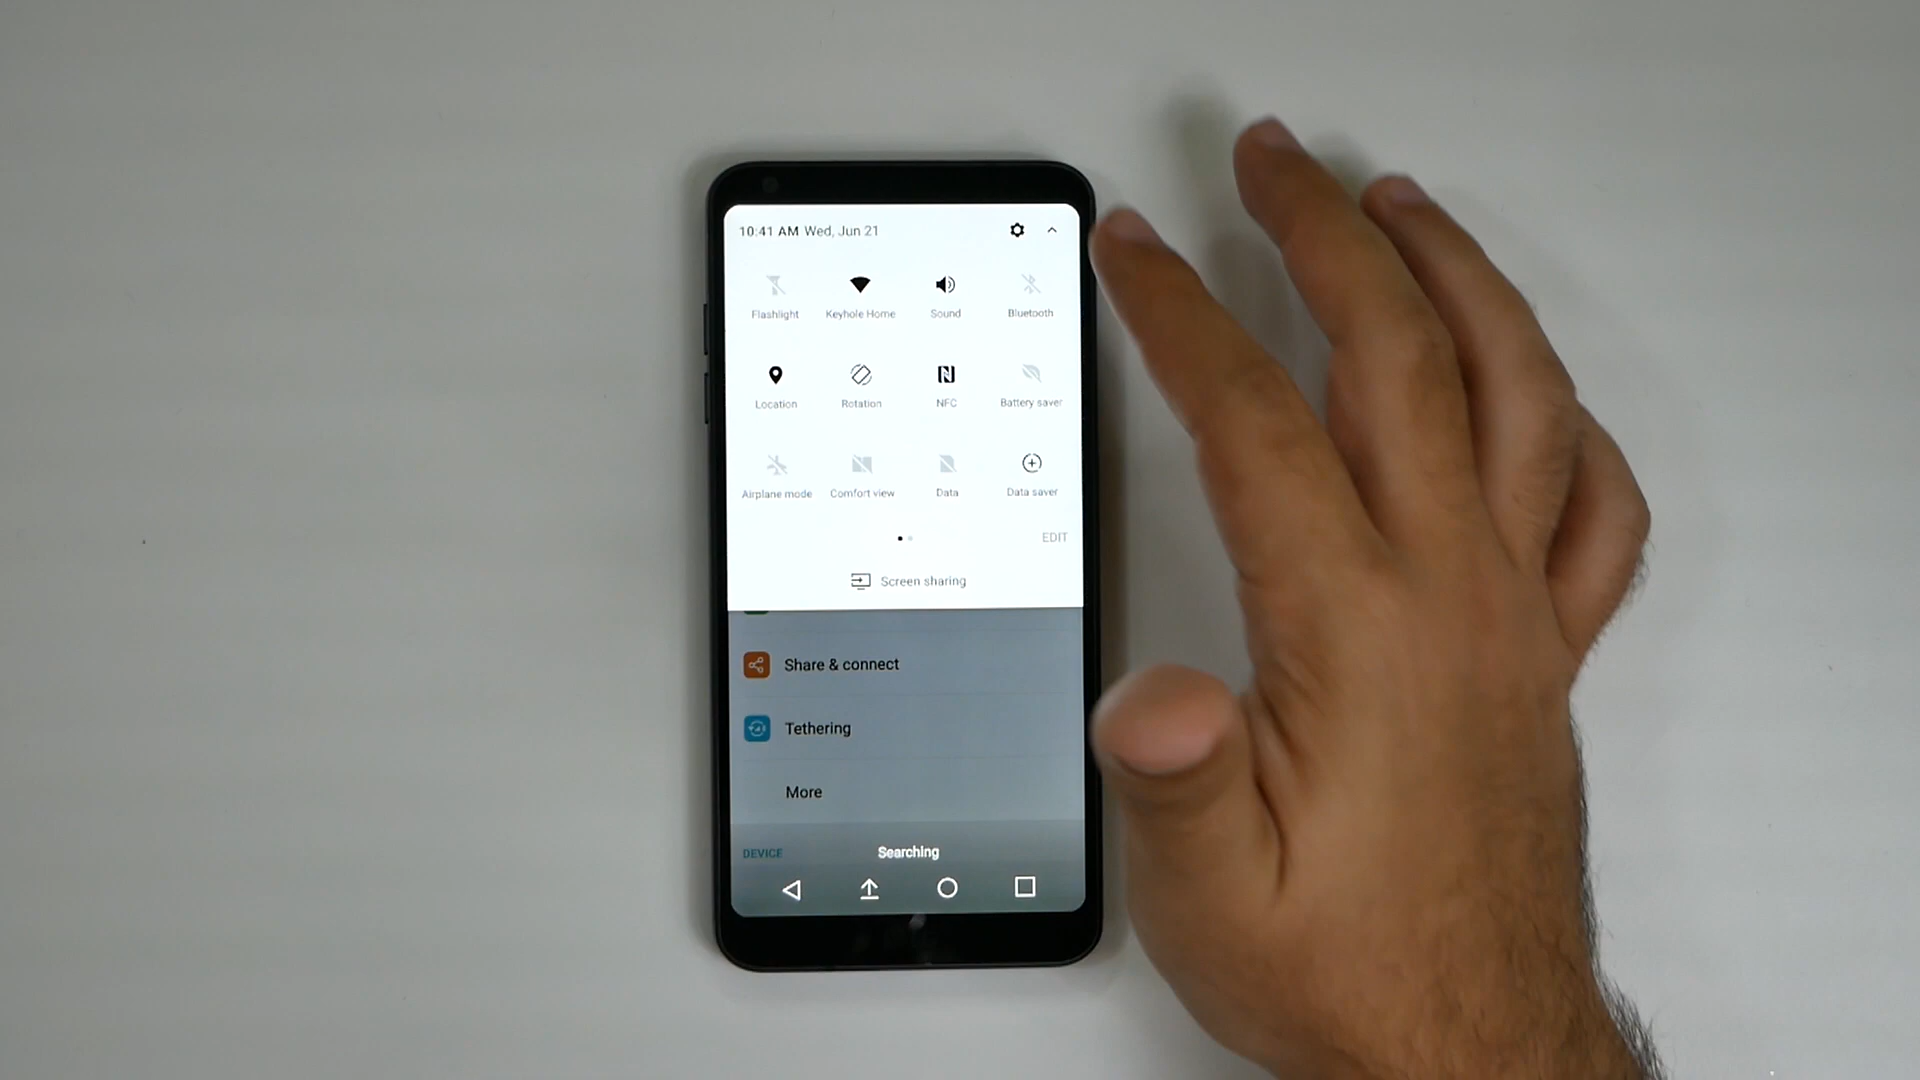 10:41 AM Wed, Jun 21
Flashlight Keyhole Home Sound Bluetooth
Location Rotation NFC Battery saver
Airplane mode Comfort view Data Data saver
EDIT
Screen sharing
Share & connect
Tethering
More
DEVICE Searching